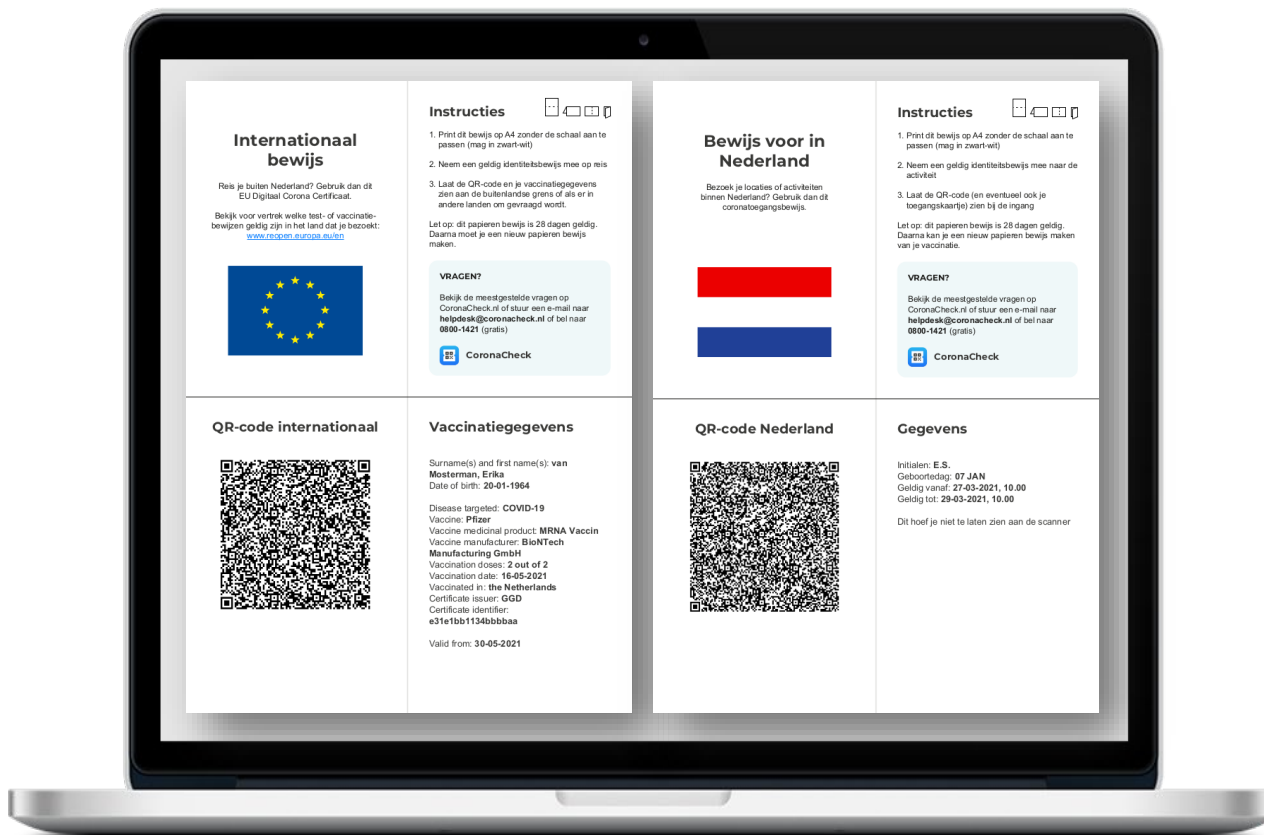 Internationaal
bewijs
Reis je buiten Nederland? Gebruik dan dit
EU Digitaal Corona Certificaat.
Bekijk voor vertrek welke test- of vaccinatie-
bewijzen geldig zijn in het land dat je bezoekt:
www.reopen.europa.eu/en
Instructies
1. Print dit bewijs op A4 zonder de schaal aan te
passen (mag in zwart-wit)
2. Neem een geldig identiteitsbewijs mee op reis
3. Laat de QR-code en je vaccinatiegegevens
zien aan de buitenlandse grens of als er in
andere landen om gevraagd wordt.
Let op: dit papieren bewijs is 28 dagen geldig.
Daarna moet je een nieuw papieren bewijs
maken.
VRAGEN?
Bekijk de meestgestelde vragen op
CoronaCheck.nl of stuur een e-mail naar
helpdesk@coronacheck.nl of bel naar
0800-1421 (gratis)
CoronaCheck
QR-code internationaal
Vaccinatiegegevens
Surname(s) and first name(s): van
Mosterman, Erika
Date of birth: 20-01-1964
Disease targeted: COVID-19
Vaccine: Pfizer
Vaccine medicinal product: MRNA Vaccin
Vaccine manufacturer: BioNTech
Manufacturing GmbH
Vaccination doses: 2 out of 2
Vaccination date: 16-05-2021
Vaccinated in: the Netherlands
Certificate issuer: GGD
Certificate identifier:
e31e1bb1134bbbbaa
Valid from: 30-05-2021
Bewijs voor in
Nederland
Bezoek je locaties of activiteiten
binnen Nederland? Gebruik dan dit
coronatoegangsbewijs.
Instructies
1. Print dit bewijs op A4 zonder de schaal aan te
passen (mag in zwart-wit)
2. Neem een geldig identiteitsbewijs mee naar de
activiteit
3. Laat de QR-code (en eventueel ook je
toegangskaartje) zien bij de ingang
Let op: dit papieren bewijs is 28 dagen geldig.
Daarna kan je een nieuw papieren bewijs maken
van je vaccinatie.
VRAGEN?
Bekijk de meestgestelde vragen op
CoronaCheck.nl of stuur een e-mail naar
helpdesk@coronacheck.nl of bel naar
0800-1421 (gratis)
CoronaCheck
QR-code Nederland
Gegevens
Initialen: E.S.
Geboortedag: 07 JAN
Geldig vanaf: 27-03-2021, 10.00
Geldig tot: 29-03-2021, 10.00
Dit hoef je niet te laten zien aan de scanner